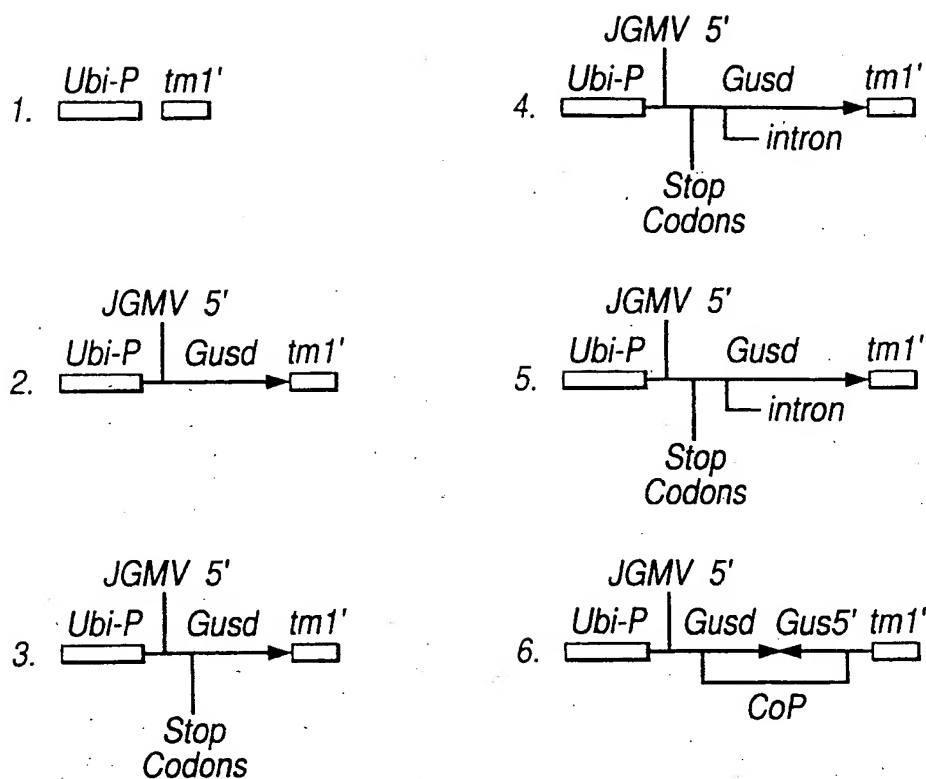 1. Ubi-P tm1'
2. JGMV 5'
Ubi-P Gusd tm1'
3. JGMV 5'
Ubi-P Gusd tm1'
Stop
Codons
4. JGMV 5'
Ubi-P Gusd tm1'
intron
Stop
Codons
5. JGMV 5'
Ubi-P Gusd tm1'
intron
Stop
Codons
6. JGMV 5'
Ubi-P Gusd Gus5' tm1'
CoP